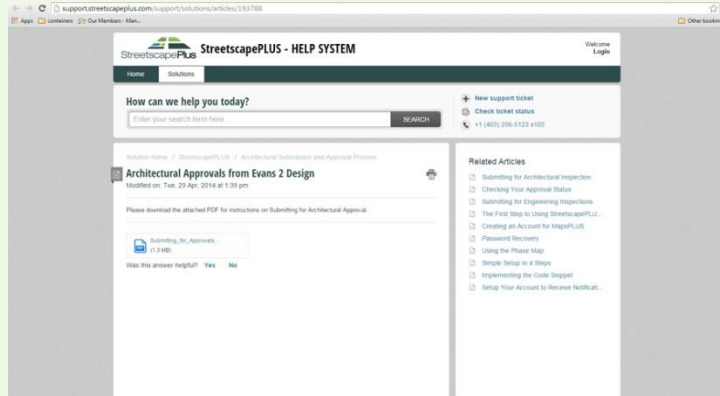 support.streetscapeplus.com/support/solutions/articles/193788
Apps containers Our Members - Man...
Other bookm
StreetscapePlus
StreetscapePLUS - HELP SYSTEM
Welcome
Login
Home Solutions
How can we help you today?
Enter your search term here...
SEARCH
New support ticket
Check ticket status
+1 (403) 256-5123 x105
Solution Home / StreetscapePLUS / Architectural Submission and Approval Process
Architectural Approvals from Evans 2 Design
Modified on: Tue, 29 Apr, 2014 at 1:39 pm
Please download the attached PDF for instructions on Submitting for Architectural Approval.
Submitting_for_Approvals...
(1.3 MB)
Was this answer helpful? Yes · No
Related Articles
Submitting for Architectural Inspection
Checking Your Approval Status
Submitting for Engineering Inspections
The First Step to Using StreetscapePLU...
Creating an Account for MapsPLUS
Password Recovery
Using the Phase Map
Simple Setup in 4 Steps
Implementing the Code Snippet
Setup Your Account to Receive Notificati...